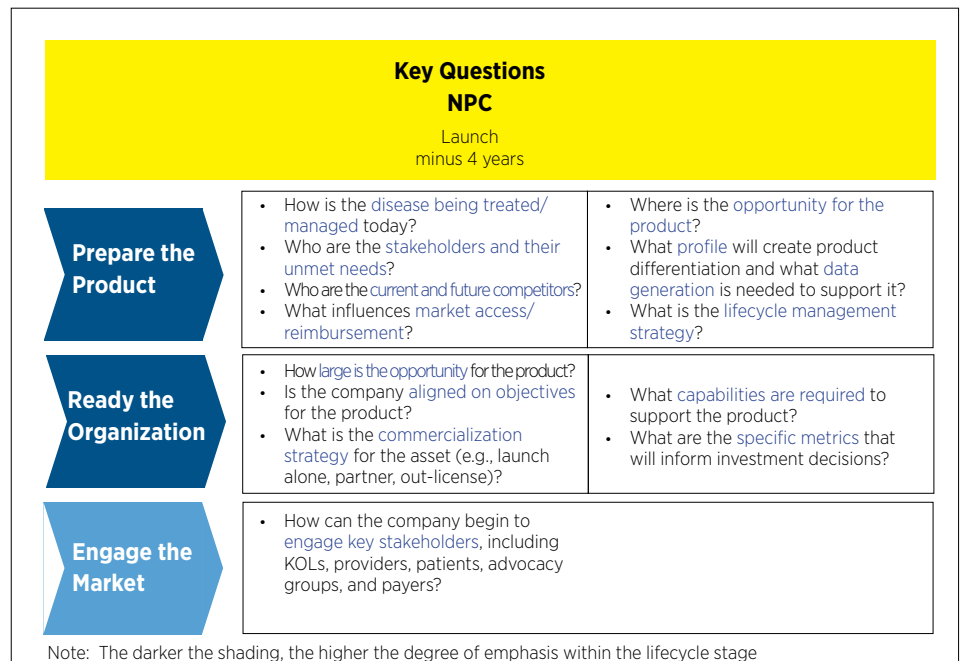 Key Questions
NPC
Launch
minus 4 years
Prepare the
Product
• How is the disease being treated/
managed today?
• Who are the stakeholders and their
unmet needs?
• Who are the current and future competitors?
• What influences market access/
reimbursement?
• Where is the opportunity for the
product?
• What profile will create product
differentiation and what data
generation is needed to support it?
• What is the lifecycle management
strategy?
Ready the
Organization
• How large is the opportunity for the product?
• Is the company aligned on objectives
for the product?
• What is the commercialization
strategy for the asset (e.g., launch
alone, partner, out-license)?
• What capabilities are required to
support the product?
• What are the specific metrics that
will inform investment decisions?
Engage the
Market
• How can the company begin to
engage key stakeholders, including
KOLs, providers, patients, advocacy
groups, and payers?
Note: The darker the shading, the higher the degree of emphasis within the lifecycle stage